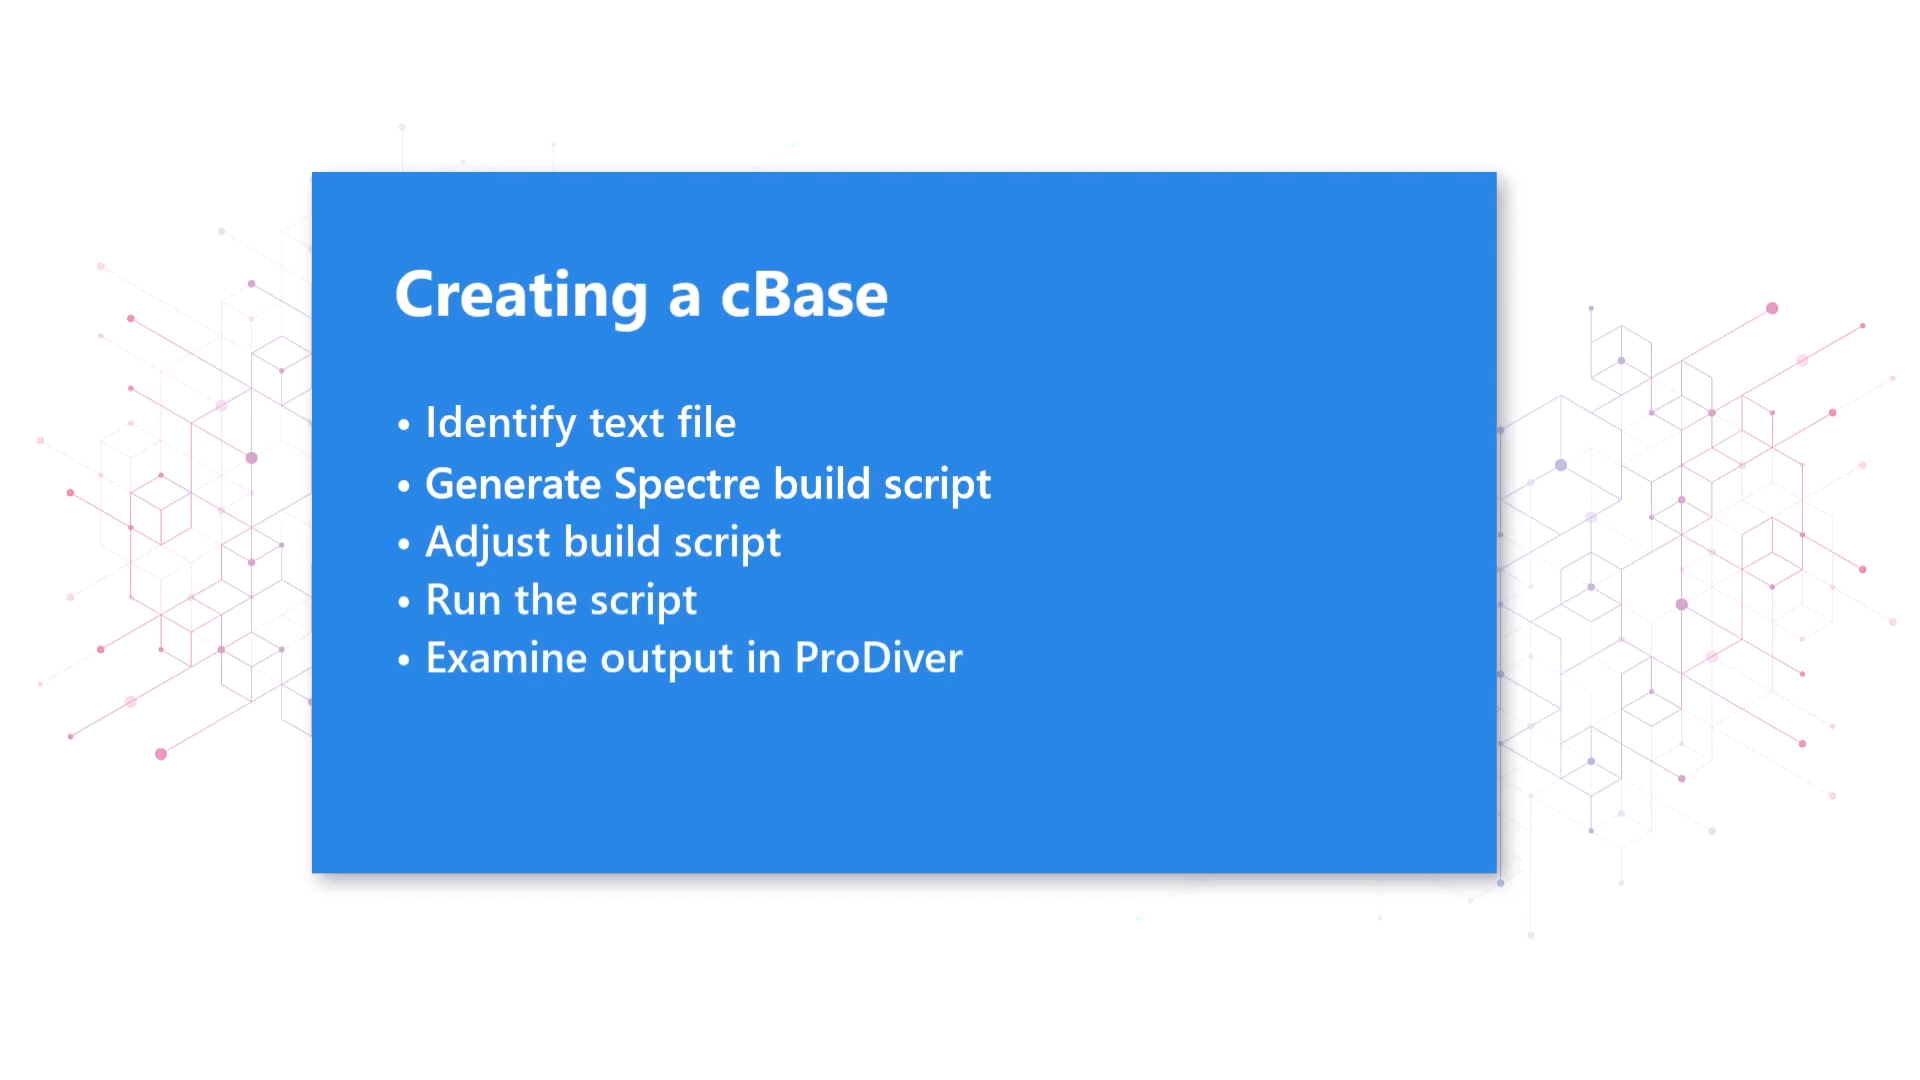 Creating a cBase
• Identify text file
• Generate Spectre build script
• Adjust build script
• Run the script
• Examine output in ProDiver